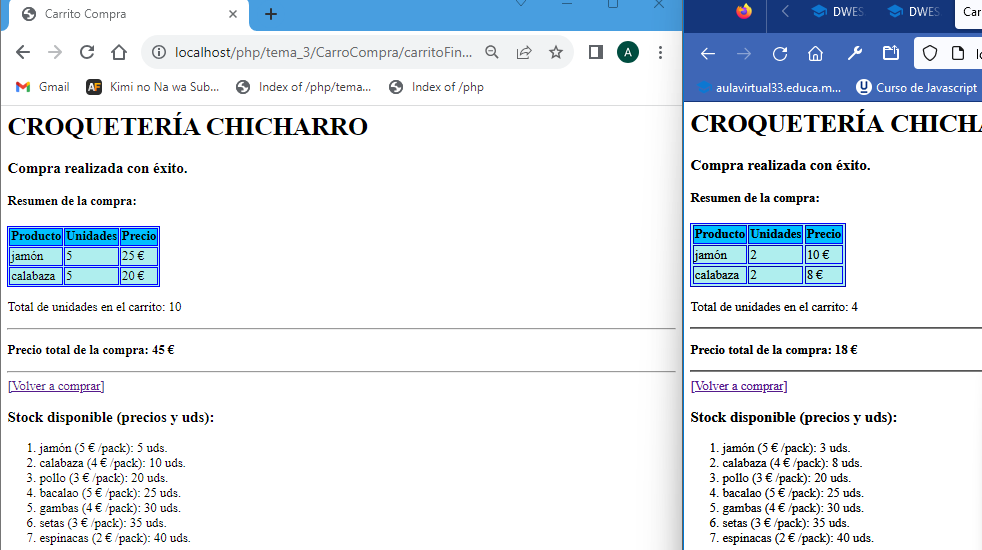 Carrito Compra
localhost/php/tema_3/CarroCompra/carritoFin...
A
Gmail
AF Kimi no Na wa Sub...
Index of /php/tema...
Index of /php
CROQUETERÍA CHICHARRO
Compra realizada con éxito.
Resumen de la compra:
Producto Unidades Precio
jamón 5 25 €
calabaza 5 20 €
Total de unidades en el carrito: 10
Precio total de la compra: 45 €
[Volver a comprar]
Stock disponible (precios y uds):
1. jamón (5 € /pack): 5 uds.
2. calabaza (4 € /pack): 10 uds.
3. pollo (3 € /pack): 20 uds.
4. bacalao (5 € /pack): 25 uds.
5. gambas (4 € /pack): 30 uds.
6. setas (3 € /pack): 35 uds.
7. espinacas (2 € /pack): 40 uds.
DWES
DWES
Car
lo
aulavirtual33.educa.m...
Curso de Javascript
CROQUETERÍA CHICHA
Compra realizada con éxito.
Resumen de la compra:
Producto Unidades Precio
jamón 2 10 €
calabaza 2 8 €
Total de unidades en el carrito: 4
Precio total de la compra: 18 €
[Volver a comprar]
Stock disponible (precios y uds):
1. jamón (5 € /pack): 3 uds.
2. calabaza (4 € /pack): 8 uds.
3. pollo (3 € /pack): 20 uds.
4. bacalao (5 € /pack): 25 uds.
5. gambas (4 € /pack): 30 uds.
6. setas (3 € /pack): 35 uds.
7. espinacas (2 € /pack): 40 uds.